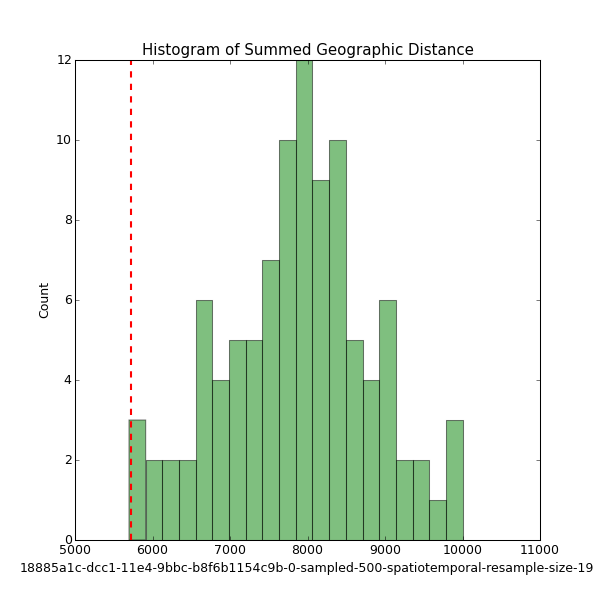 Histogram of Summed Geographic Distance
12
10
8
6
4
2
0
Count
5000 6000 7000 8000 9000 10000 11000
18885a1c-dcc1-11e4-9bbc-b8f6b1154c9b-0-sampled-500-spatiotemporal-resample-size-19